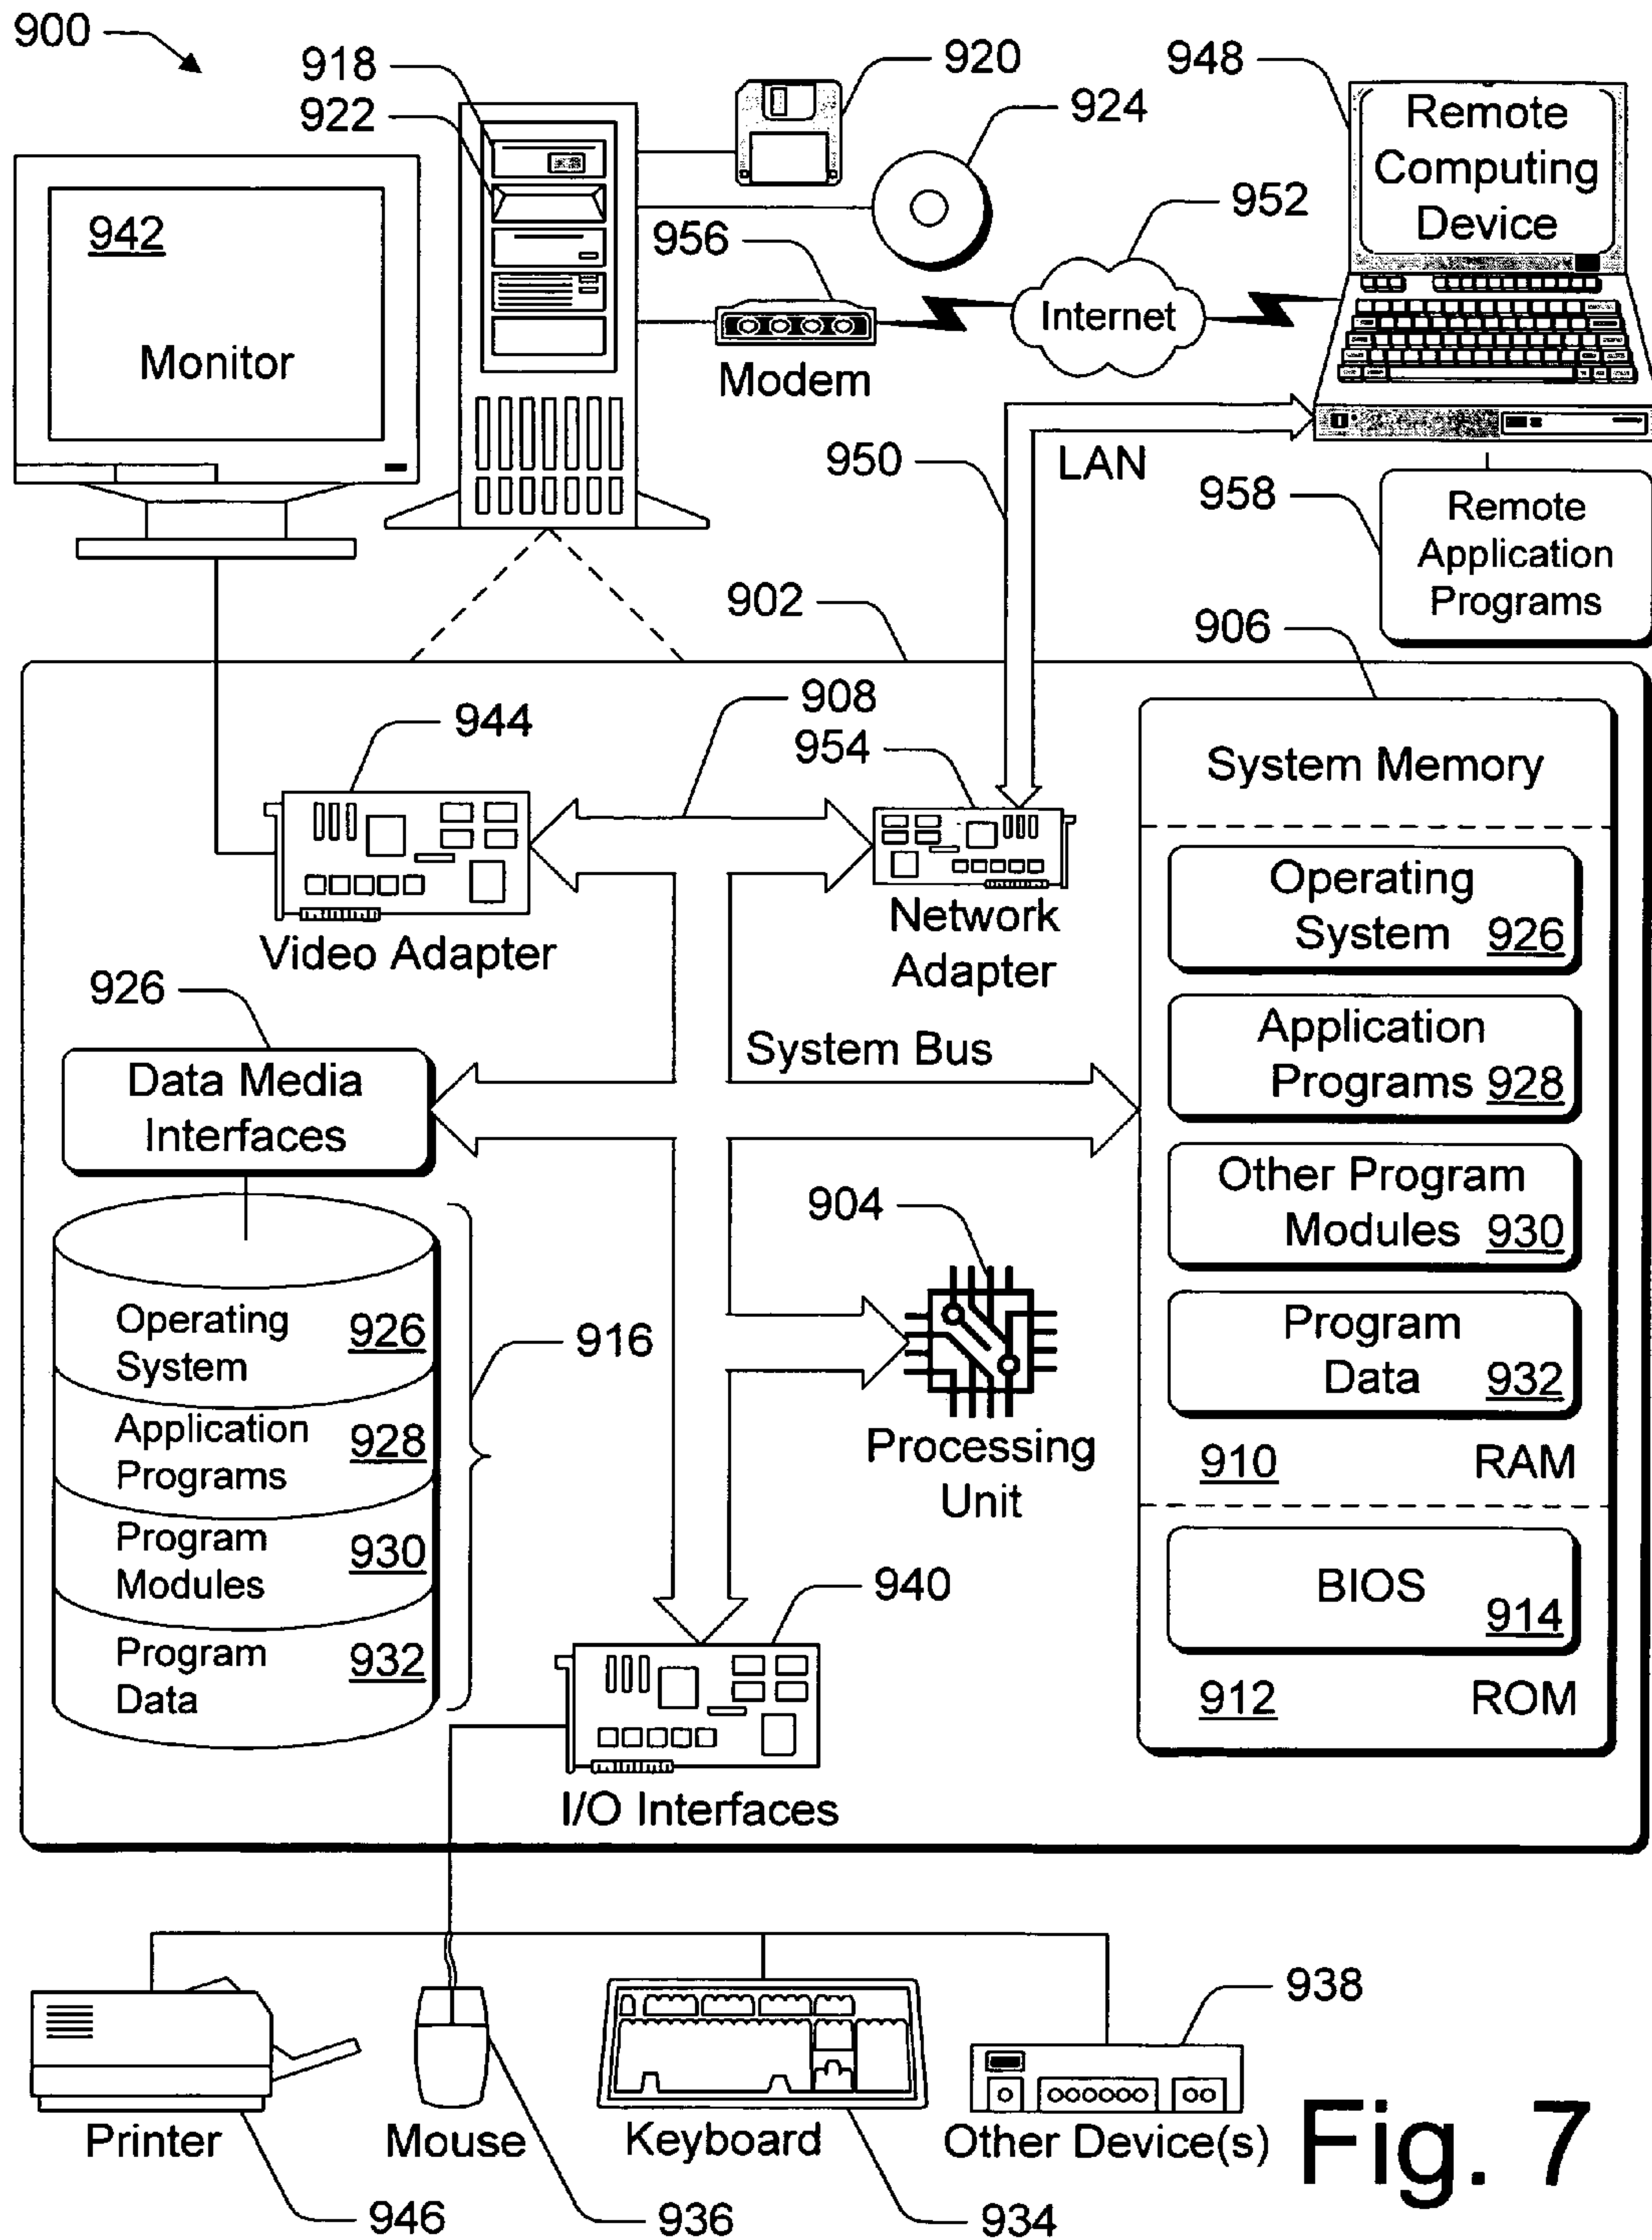 900
918
922
920
924
948
Remote
Computing
Device
942
Monitor
956
Modem
952
Internet
950
LAN
958
Remote
Application
Programs
902
906
908
944
954
Video Adapter
Network
Adapter
System Memory
Operating
System 926
Application
Programs 928
Other Program
Modules 930
Program
Data 932
910 RAM
BIOS
914
912 ROM
926
Data Media
Interfaces
System Bus
904
Processing
Unit
Operating
System 926
Application
Programs 928
Program
Modules 930
Program
Data 932
916
940
I/O Interfaces
938
Printer
Mouse
Keyboard
Other Device(s)
946
936
934
Fig. 7